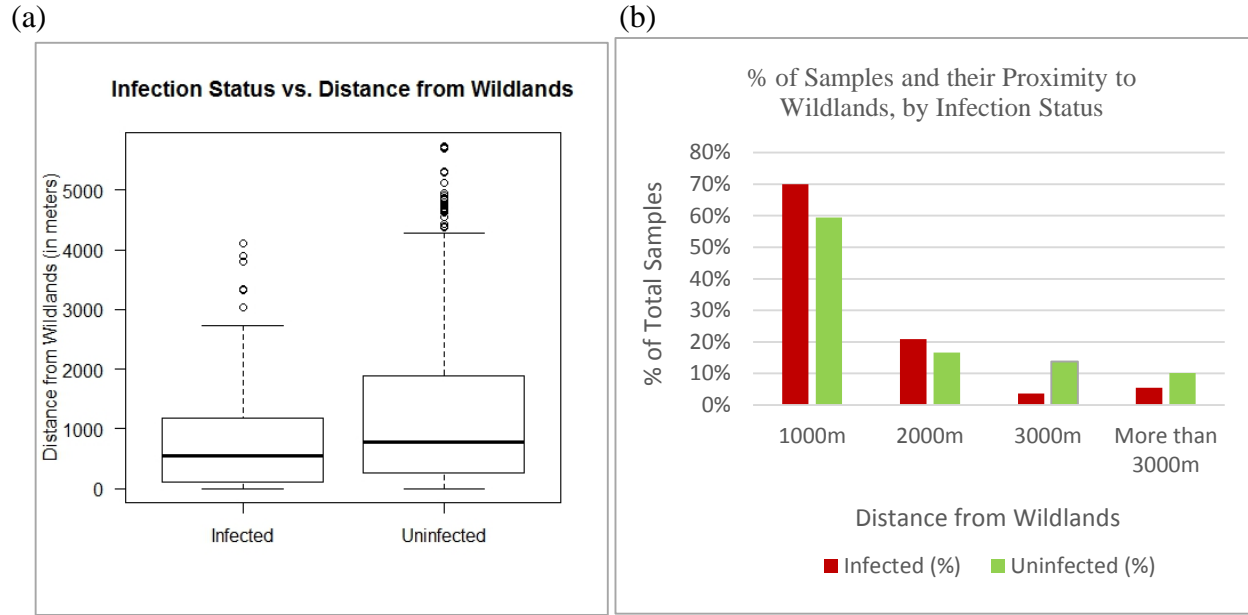 (a)
Infection Status vs. Distance from Wildlands
Distance from Wildlands (in meters)
5000
4000
3000
2000
1000
0
Infected Uninfected
(b)
% of Samples and their Proximity to
Wildlands, by Infection Status
% of Total Samples
80%
70%
60%
50%
40%
30%
20%
10%
0%
1000m 2000m 3000m More than
3000m
Distance from Wildlands
Infected (%) Uninfected (%)